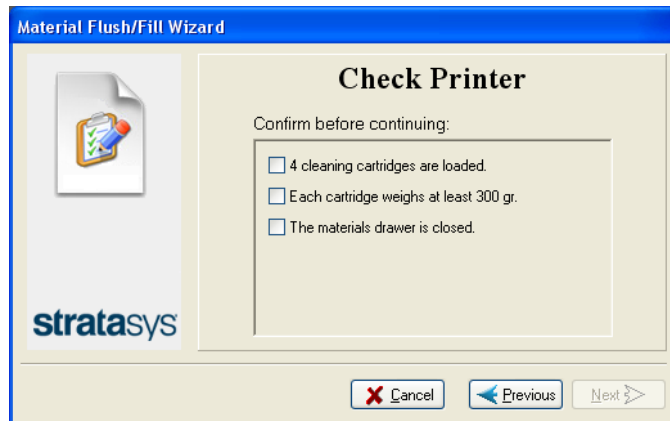 Material Flush/Fill Wizard
Check Printer
Confirm before continuing:
4 cleaning cartridges are loaded.
Each cartridge weighs at least 300 gr.
The materials drawer is closed.
stratasys
Cancel
Previous
Next